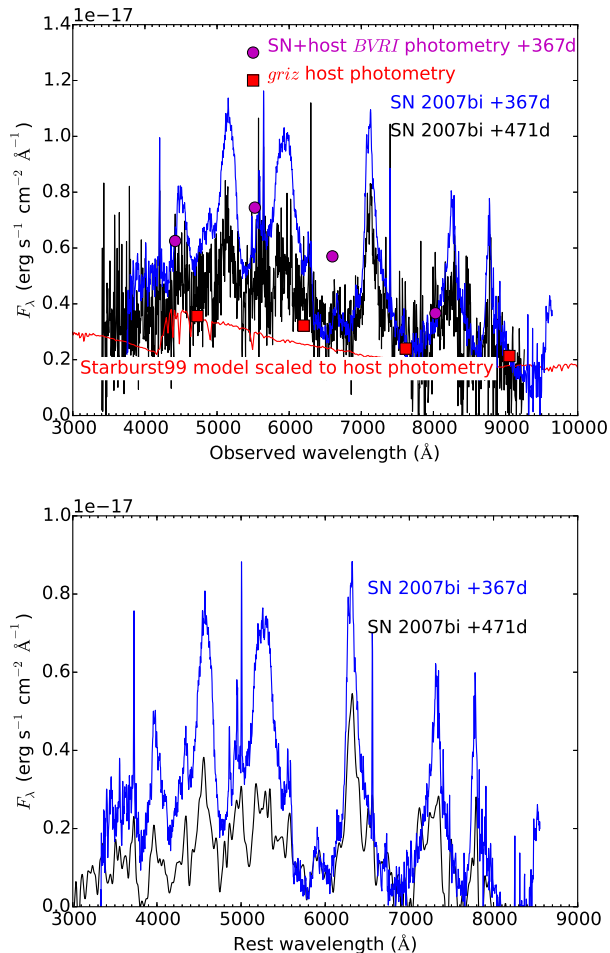 1e−17
1.4
1.2
1.0
0.8
0.6
0.4
0.2
0.0
F_λ (erg s⁻¹ cm⁻² Å⁻¹)
SN+host BVRI photometry +367d
griz host photometry
SN 2007bi +367d
SN 2007bi +471d
Starburst99 model scaled to host photometry
3000 4000 5000 6000 7000 8000 9000 10000
Observed wavelength (Å)
1e−17
1.0
0.8
0.6
0.4
0.2
0.0
F_λ (erg s⁻¹ cm⁻² Å⁻¹)
SN 2007bi +367d
SN 2007bi +471d
3000 4000 5000 6000 7000 8000 9000
Rest wavelength (Å)